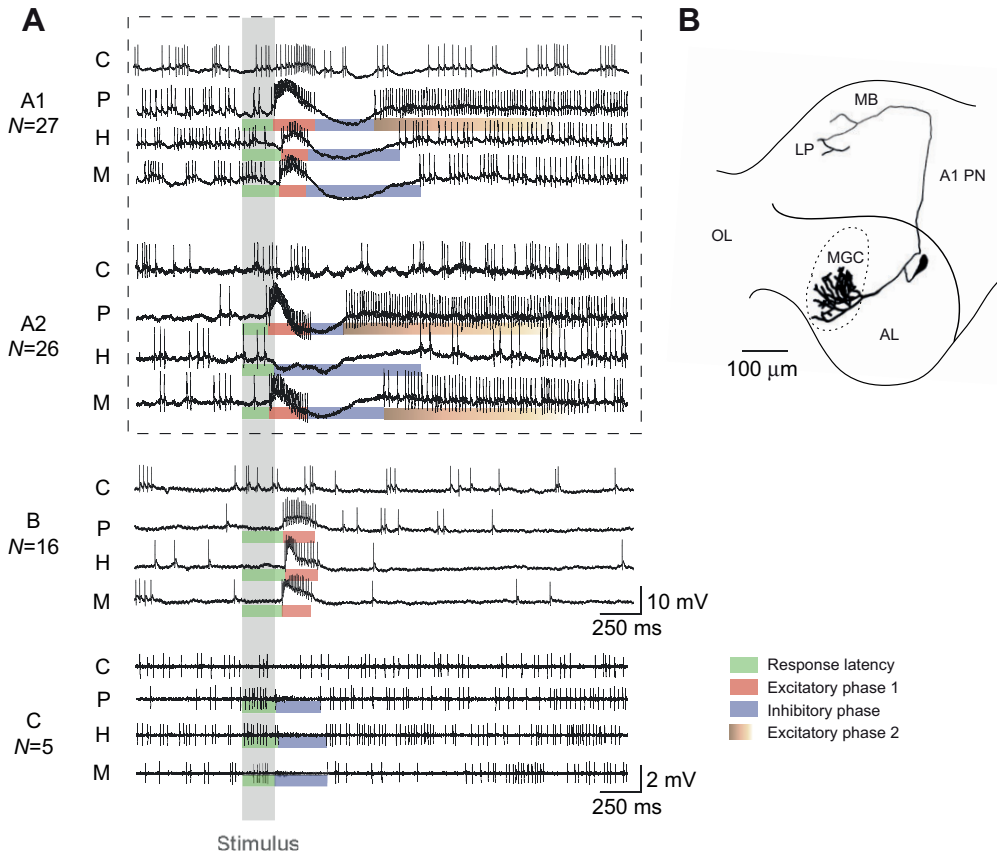 A
C
A1
N=27
P
H
M
C
A2
N=26
P
H
M
B
N=16
C
P
H
M
10 mV
250 ms
C
N=5
C
P
H
M
2 mV
250 ms
Stimulus
Response latency
Excitatory phase 1
Inhibitory phase
Excitatory phase 2
B
MB
LP
A1 PN
OL
MGC
AL
100 μm